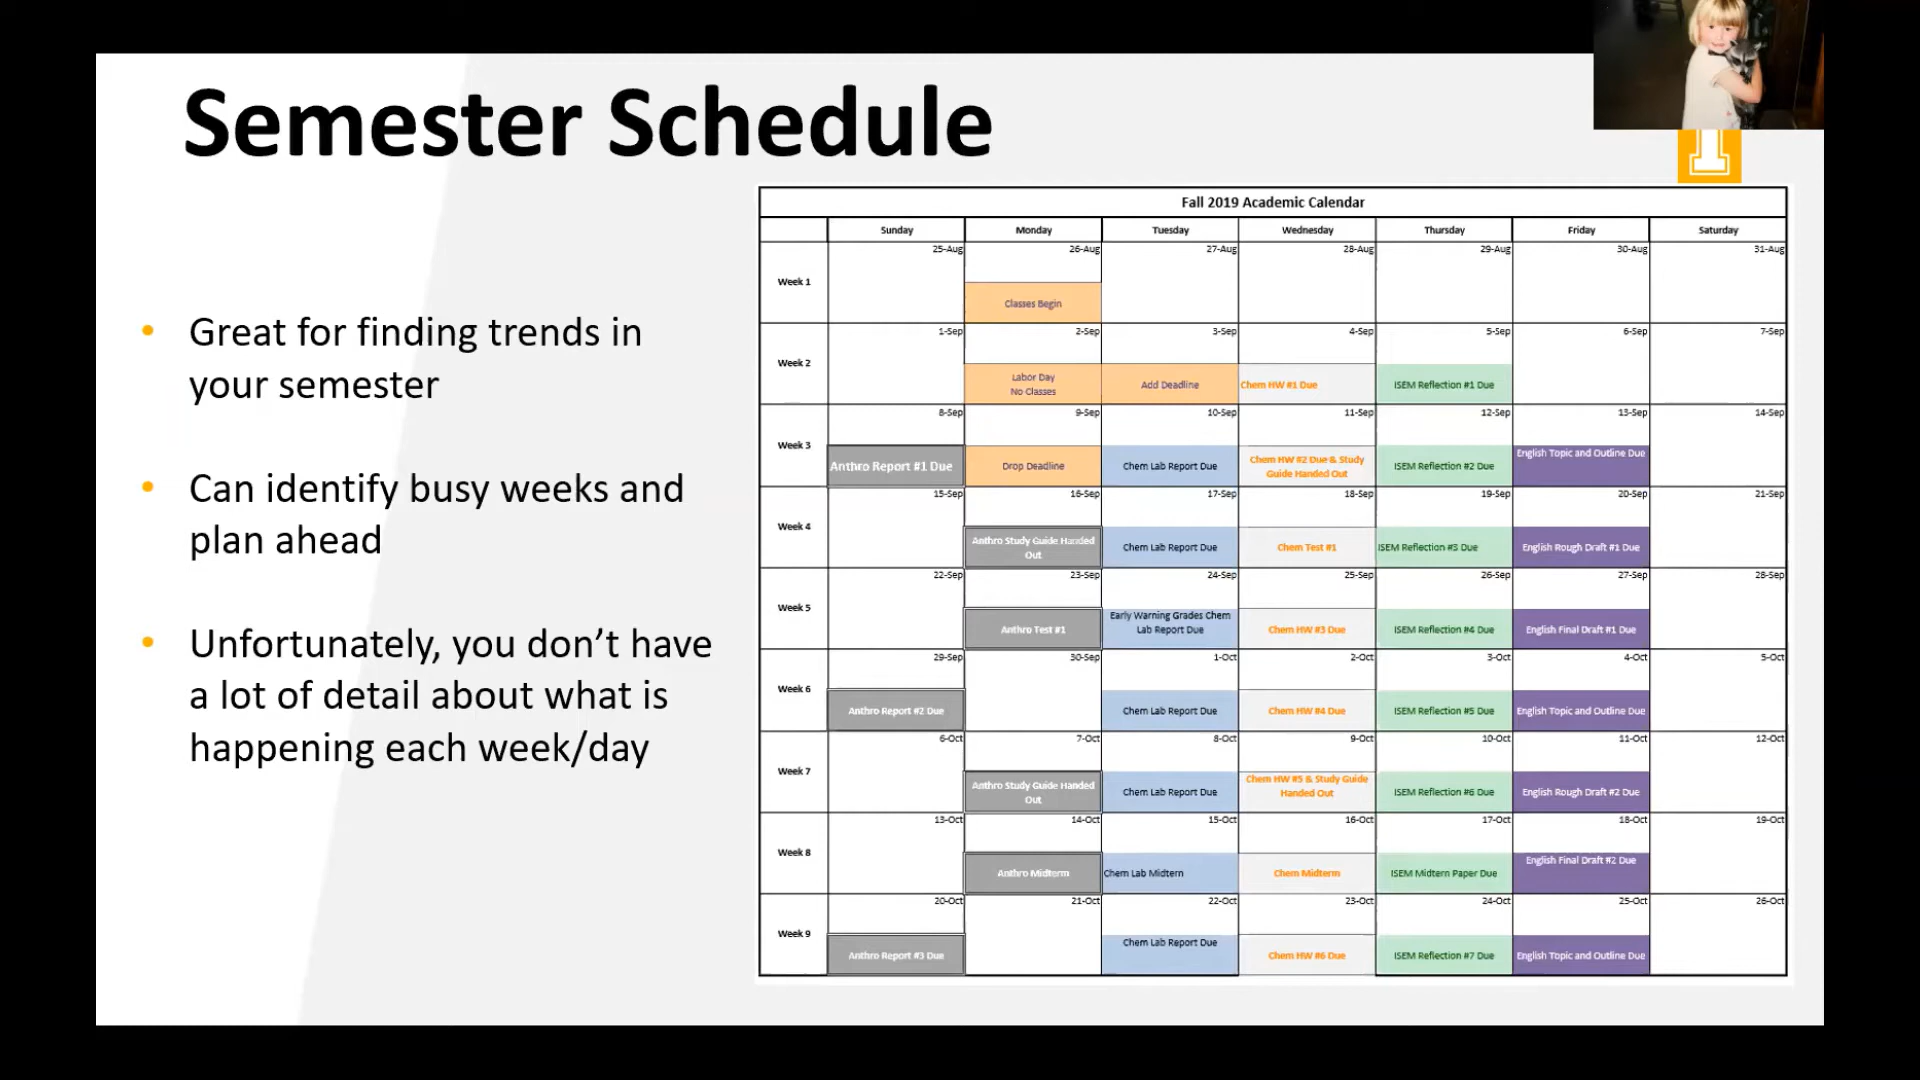 Semester Schedule
• Great for finding trends in
your semester
• Can identify busy weeks and
plan ahead
• Unfortunately, you don’t have
a lot of detail about what is
happening each week/day
Fall 2019 Academic Calendar
Sunday Monday Tuesday Wednesday Thursday Friday Saturday
25-Aug 26-Aug 27-Aug 28-Aug 29-Aug 30-Aug 31-Aug
Week 1
Classes Begin
1-Sep 2-Sep 3-Sep 4-Sep 5-Sep 6-Sep 7-Sep
Week 2
Labor Day
No Classes
Add Deadline
Chem HW #1 Due
ISEM Reflection #1 Due
8-Sep 9-Sep 10-Sep 11-Sep 12-Sep 13-Sep 14-Sep
Week 3
Anthro Report #1 Due
Drop Deadline
Chem Lab Report Due
Chem HW #2 Due & Study
Guide Handed Out
ISEM Reflection #2 Due
English Topic and Outline Due
15-Sep 16-Sep 17-Sep 18-Sep 19-Sep 20-Sep 21-Sep
Week 4
Anthro Study Guide Handed
Out
Chem Lab Report Due
Chem Test #1
ISEM Reflection #3 Due
English Rough Draft #1 Due
22-Sep 23-Sep 24-Sep 25-Sep 26-Sep 27-Sep 28-Sep
Week 5
Anthro Test #1
Early Warning Grades Chem
Lab Report Due
Chem HW #3 Due
ISEM Reflection #4 Due
English Final Draft #1 Due
29-Sep 30-Sep 1-Oct 2-Oct 3-Oct 4-Oct 5-Oct
Week 6
Anthro Report #2 Due
Chem Lab Report Due
Chem HW #4 Due
ISEM Reflection #5 Due
English Topic and Outline Due
6-Oct 7-Oct 8-Oct 9-Oct 10-Oct 11-Oct 12-Oct
Week 7
Anthro Study Guide Handed
Out
Chem Lab Report Due
Chem HW #5 & Study Guide
Handed Out
ISEM Reflection #6 Due
English Rough Draft #2 Due
13-Oct 14-Oct 15-Oct 16-Oct 17-Oct 18-Oct 19-Oct
Week 8
Anthro Midterm
Chem Lab Midtern
Chem Midterm
ISEM Midtern Paper Due
English Final Draft #2 Due
20-Oct 21-Oct 22-Oct 23-Oct 24-Oct 25-Oct 26-Oct
Week 9
Anthro Report #3 Due
Chem Lab Report Due
Chem HW #6 Due
ISEM Reflection #7 Due
English Topic and Outline Due